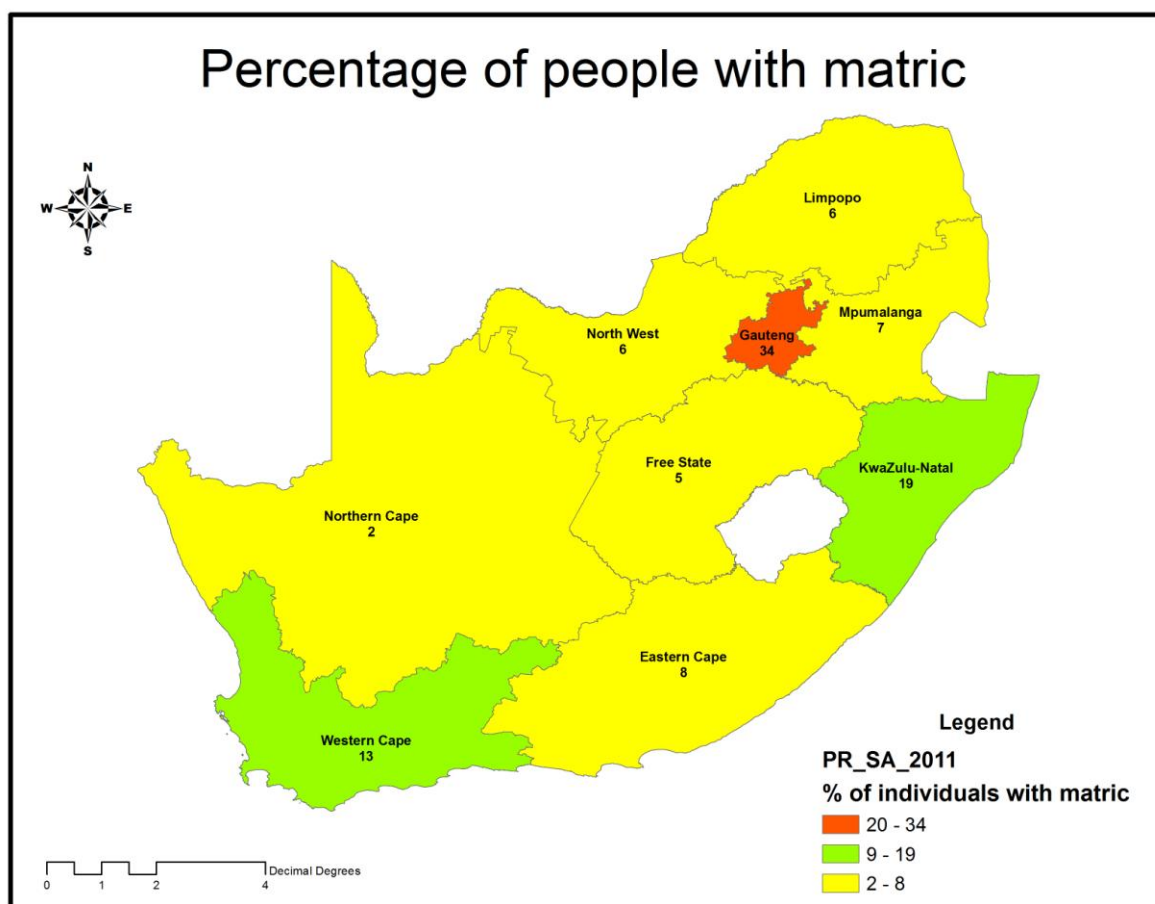 Percentage of people with matric
N
W E
S
Limpopo
6
Mpumalanga
7
North West
6
Gauteng
34
Free State
5
KwaZulu-Natal
19
Northern Cape
2
Eastern Cape
8
Western Cape
13
Legend
PR_SA_2011
% of individuals with matric
20 - 34
9 - 19
2 - 8
Decimal Degrees
0 1 2 4